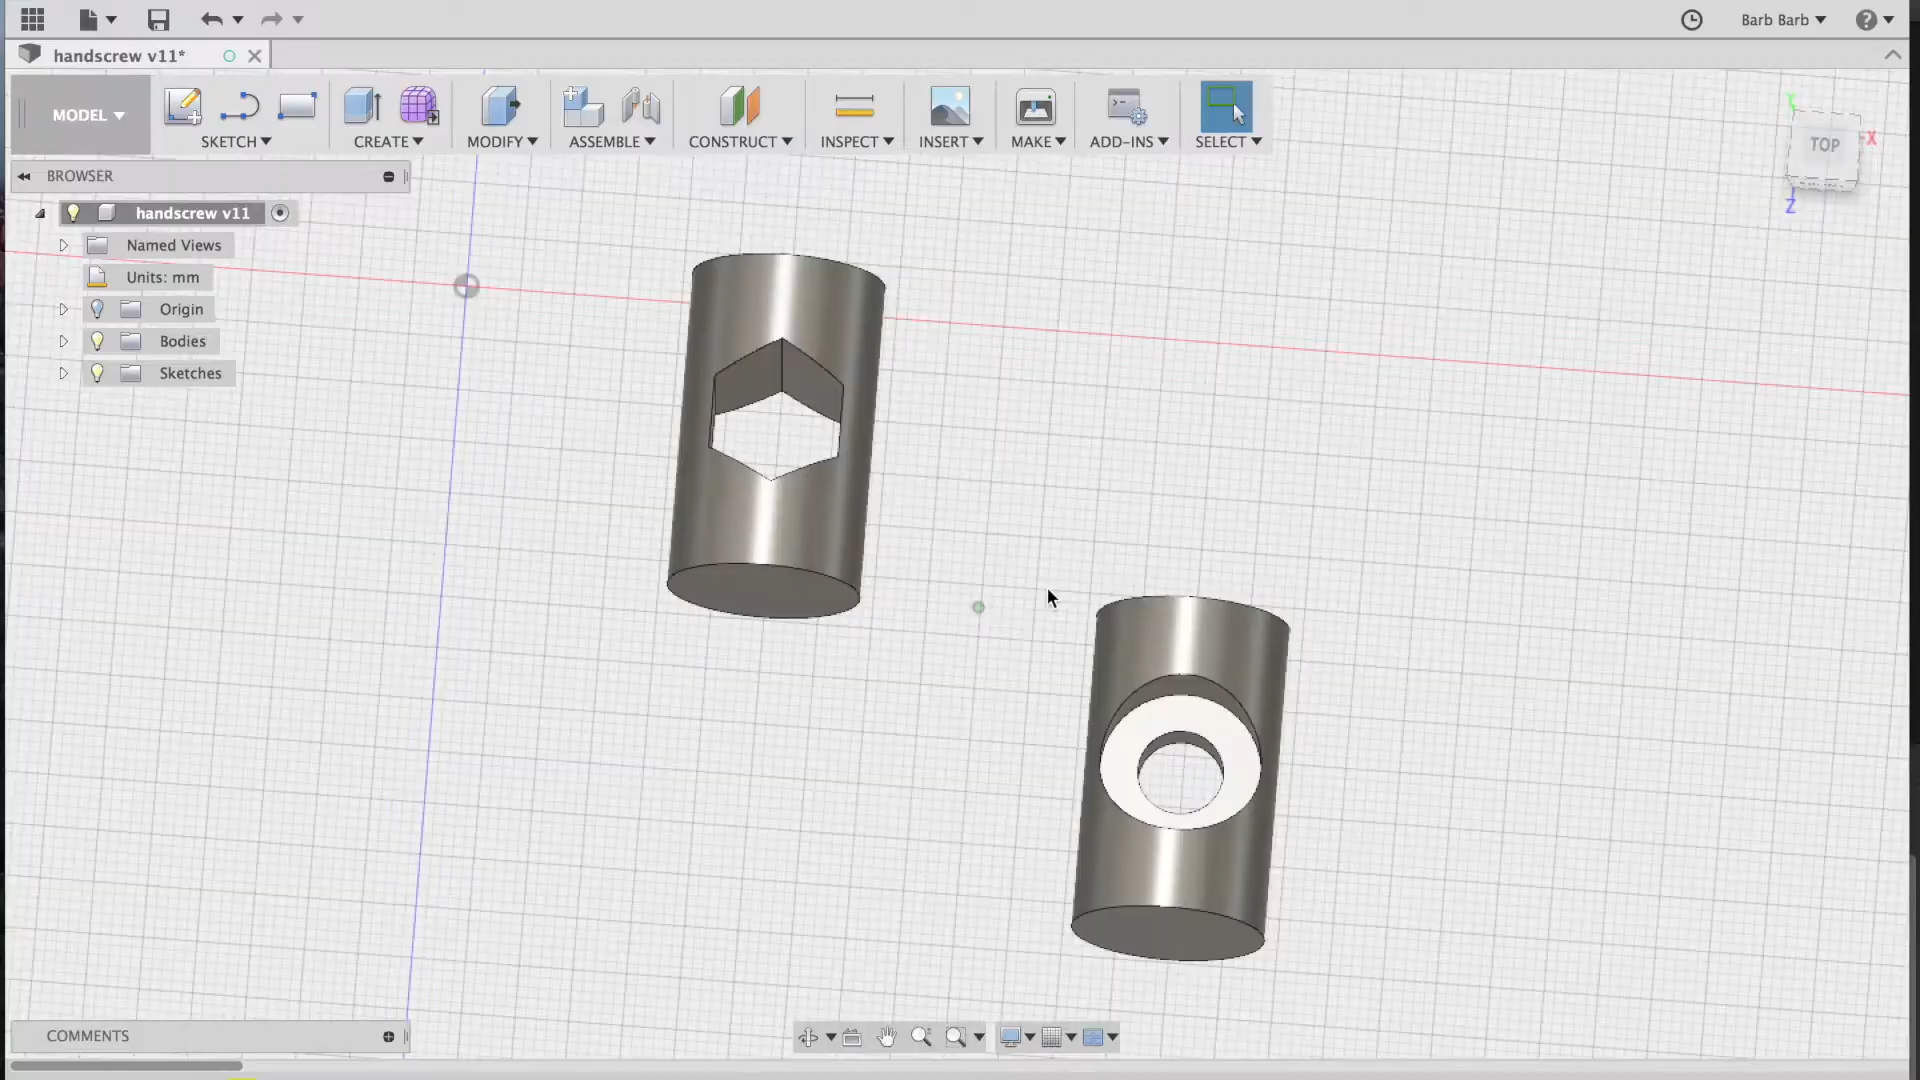 Barb Barb
handscrew v11*
MODEL
SKETCH
CREATE
MODIFY
ASSEMBLE
CONSTRUCT
INSPECT
INSERT
MAKE
ADD-INS
SELECT
TOP
X
Y
Z
BROWSER
handscrew v11
Named Views
Units: mm
Origin
Bodies
Sketches
COMMENTS